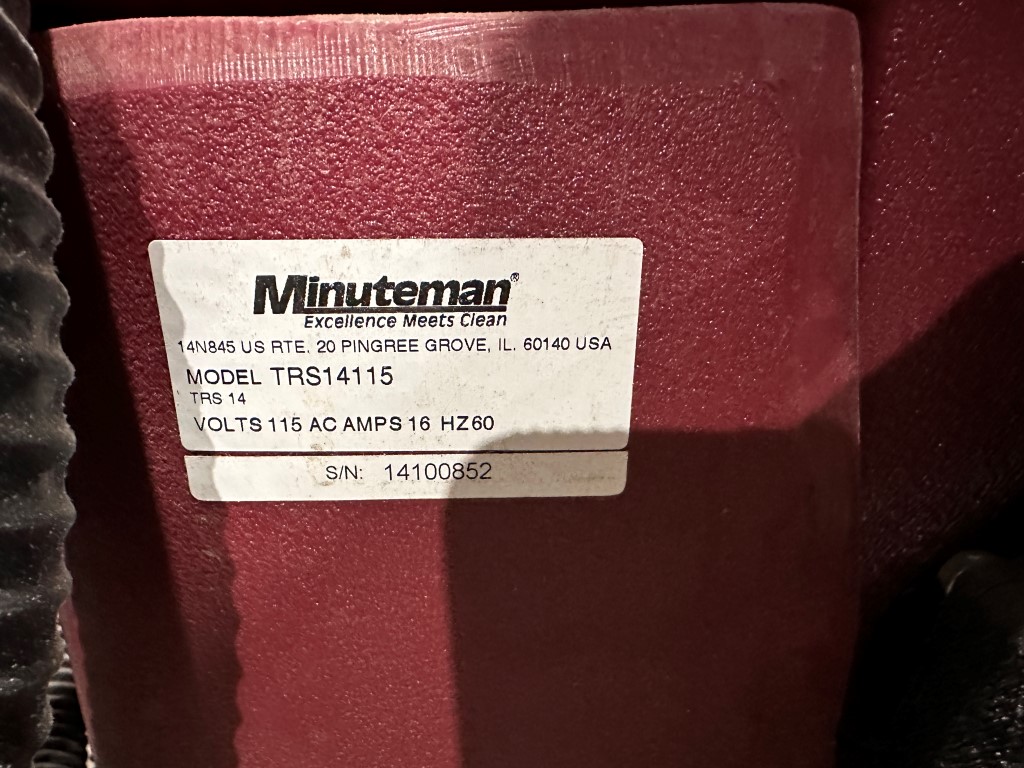 Minuteman®
Excellence Meets Clean
14N845 US RTE. 20 PINGREE GROVE, IL. 60140 USA
MODEL TRS14115
TRS 14
VOLTS 115 AC AMPS 16 HZ60
S/N: 14100852